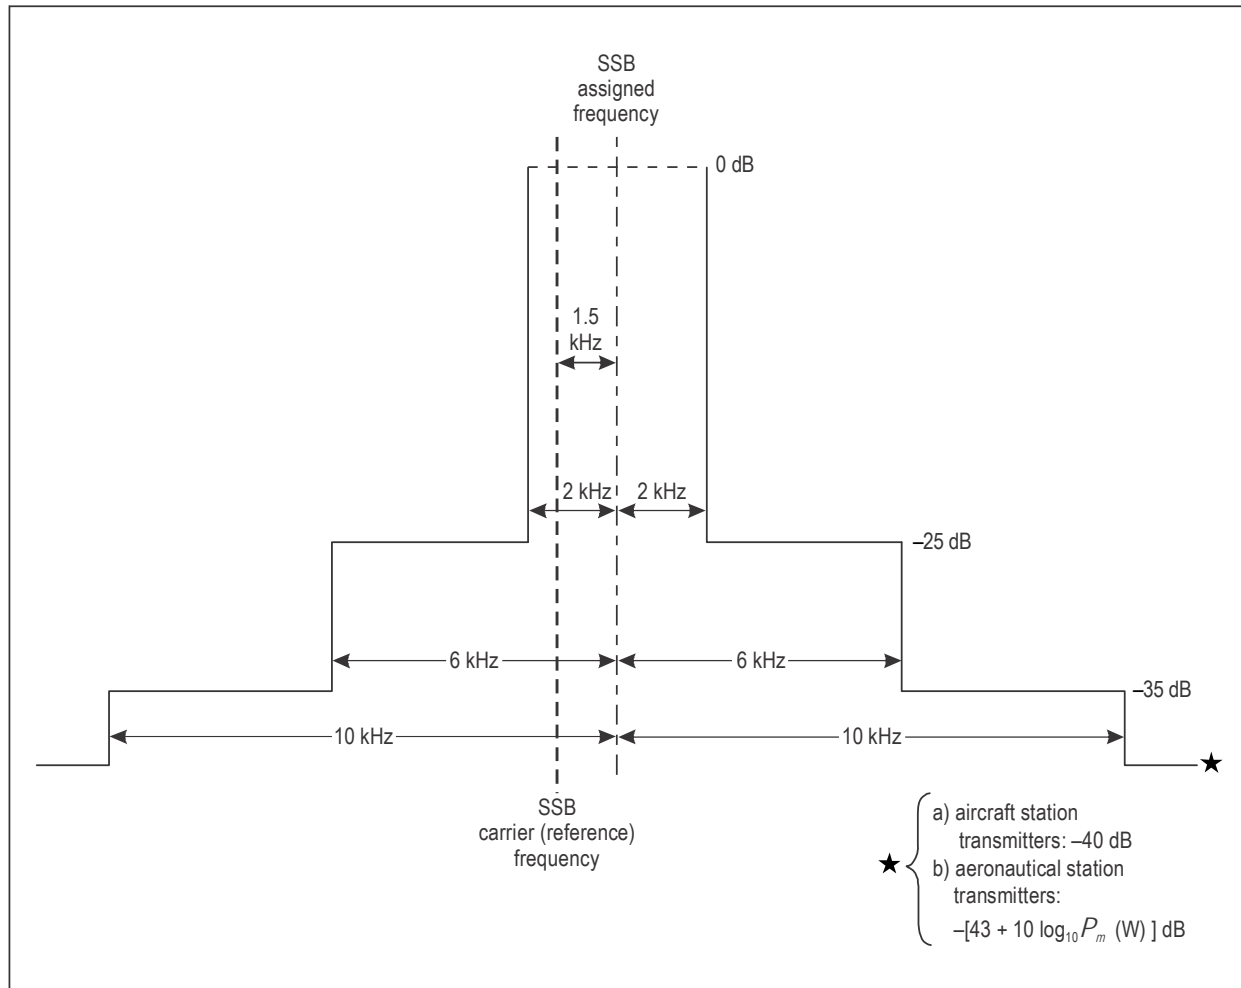 SSB
assigned
frequency
0 dB
1.5
kHz
2 kHz
2 kHz
–25 dB
6 kHz
6 kHz
–35 dB
10 kHz
10 kHz
SSB
carrier (reference)
frequency
★
★
a) aircraft station
transmitters: –40 dB
b) aeronautical station
transmitters:
–[43 + 10 log₁₀ Pₘ (W) ] dB